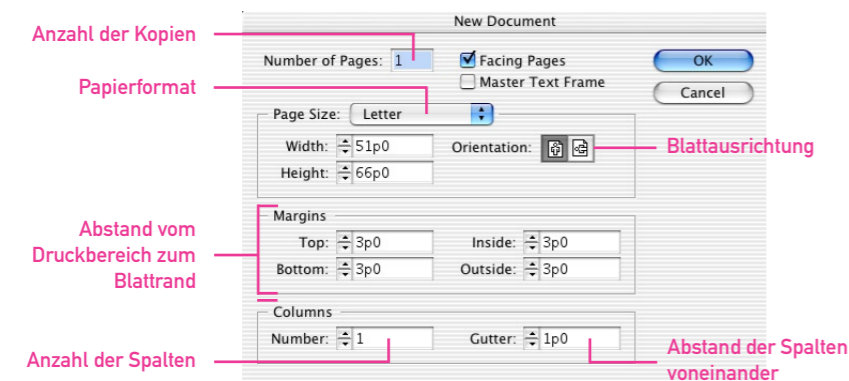 New Document
Anzahl der Kopien
Number of Pages: 1
Facing Pages
OK
Master Text Frame
Cancel
Papierformat
Page Size: Letter
Width: 51p0
Orientation:
Blattausrichtung
Height: 66p0
Abstand vom
Druckbereich zum
Blattrand
Margins
Top: 3p0
Inside: 3p0
Bottom: 3p0
Outside: 3p0
Columns
Number: 1
Gutter: 1p0
Anzahl der Spalten
Abstand der Spalten
voneinander